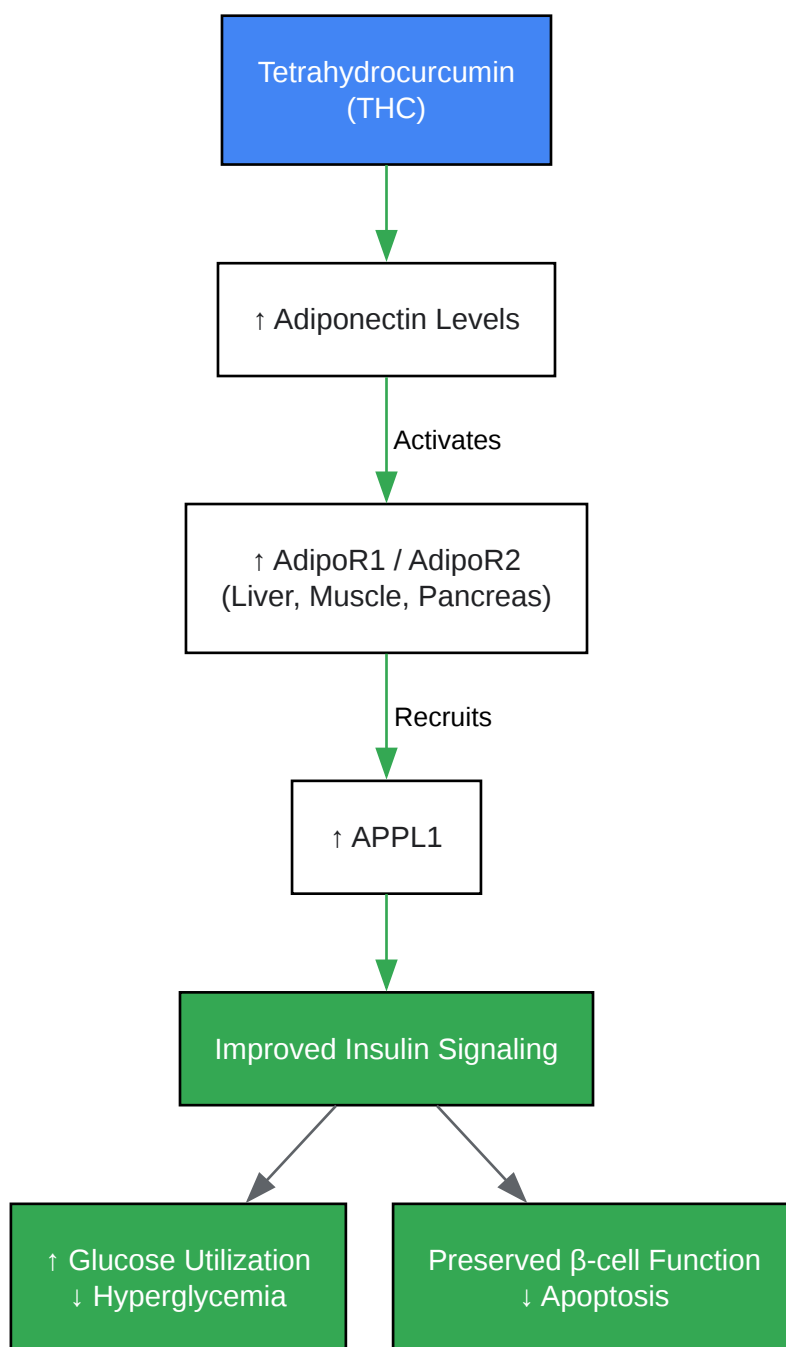 Tetrahydrocurcumin
(THC)
↑ Adiponectin Levels
Activates
↑ AdipoR1 / AdipoR2
(Liver, Muscle, Pancreas)
Recruits
↑ APPL1
Improved Insulin Signaling
↑ Glucose Utilization
↓ Hyperglycemia
Preserved β-cell Function
↓ Apoptosis